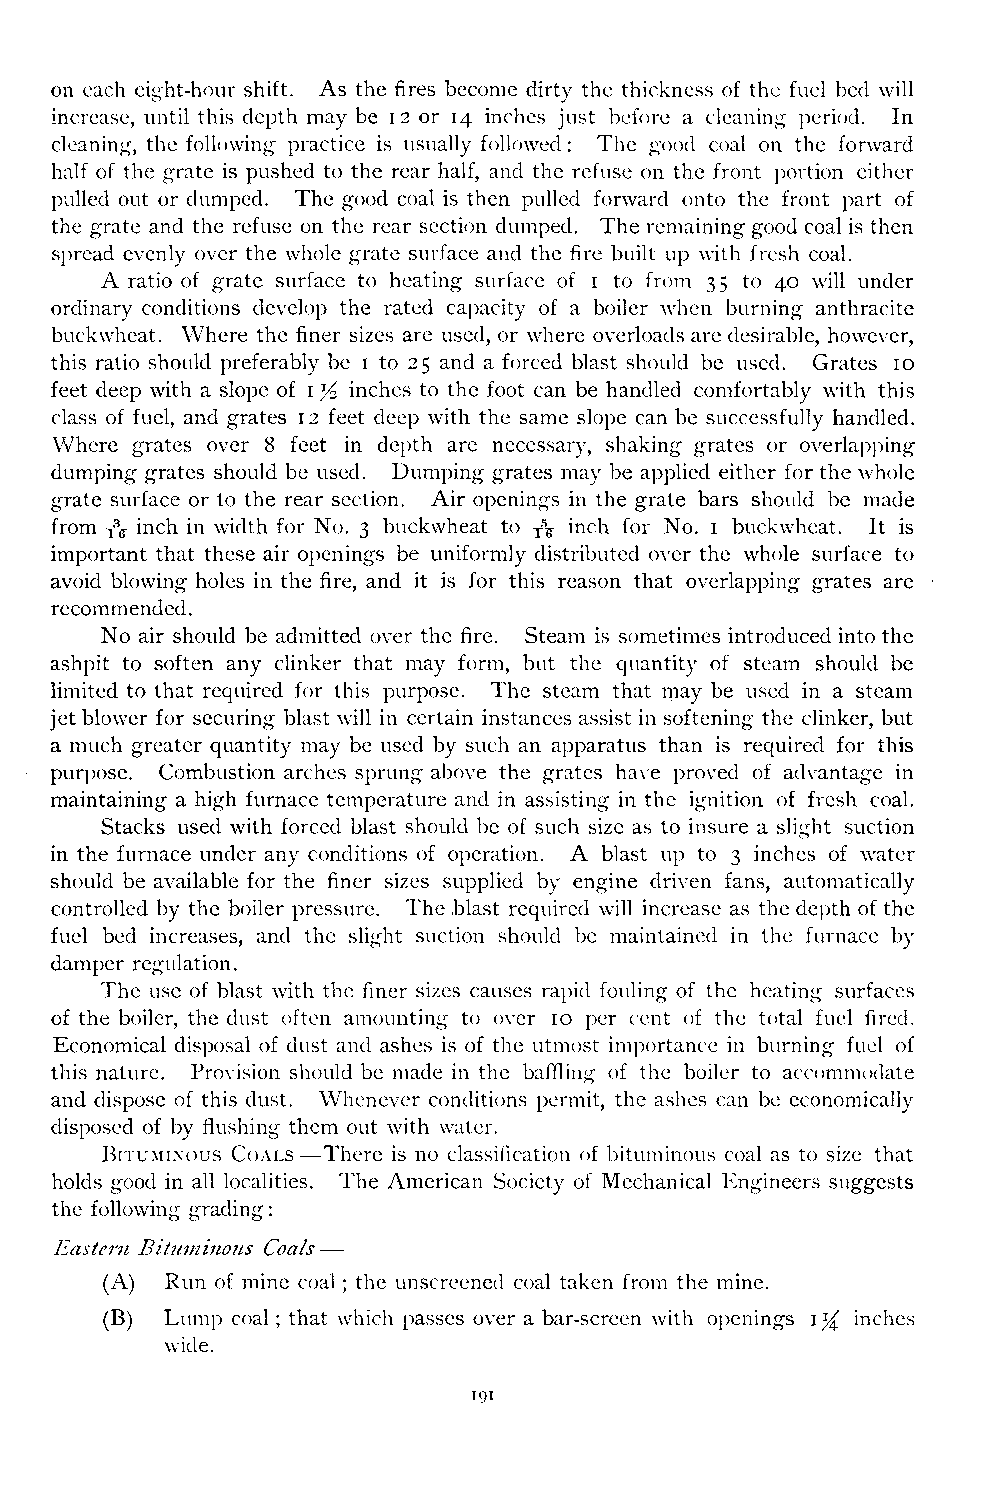 on each eight-hour shift. As the fires become dirty the thickness of the fuel bed will
increase, until this depth may be 12 or 14 inches just before a cleaning period. In
cleaning, the following practice is usually followed: The good coal on the forward
half of the grate is pushed to the rear half, and the refuse on the front portion either
pulled out or dumped. The good coal is then pulled forward onto the front part of
the grate and the refuse on the rear section dumped. The remaining good coal is then
spread evenly over the whole grate surface and the fire built up with fresh coal.
A ratio of grate surface to heating surface of 1 to from 35 to 40 will under
ordinary conditions develop the rated capacity of a boiler when burning anthracite
buckwheat. Where the finer sizes are used, or where overloads are desirable, however,
this ratio should preferably be 1 to 25 and a forced blast should be used. Grates 10
feet deep with a slope of 1½ inches to the foot can be handled comfortably with this
class of fuel, and grates 12 feet deep with the same slope can be successfully handled.
Where grates over 8 feet in depth are necessary, shaking grates or overlapping
dumping grates should be used. Dumping grates may be applied either for the whole
grate surface or to the rear section. Air openings in the grate bars should be made
from 3/16 inch in width for No. 3 buckwheat to 5/16 inch for No. 1 buckwheat. It is
important that these air openings be uniformly distributed over the whole surface to
avoid blowing holes in the fire, and it is for this reason that overlapping grates are
recommended.
No air should be admitted over the fire. Steam is sometimes introduced into the
ashpit to soften any clinker that may form, but the quantity of steam should be
limited to that required for this purpose. The steam that may be used in a steam
jet blower for securing blast will in certain instances assist in softening the clinker, but
a much greater quantity may be used by such an apparatus than is required for this
purpose. Combustion arches sprung above the grates have proved of advantage in
maintaining a high furnace temperature and in assisting in the ignition of fresh coal.
Stacks used with forced blast should be of such size as to insure a slight suction
in the furnace under any conditions of operation. A blast up to 3 inches of water
should be available for the finer sizes supplied by engine driven fans, automatically
controlled by the boiler pressure. The blast required will increase as the depth of the
fuel bed increases, and the slight suction should be maintained in the furnace by
damper regulation.
The use of blast with the finer sizes causes rapid fouling of the heating surfaces
of the boiler, the dust often amounting to over 10 per cent of the total fuel fired.
Economical disposal of dust and ashes is of the utmost importance in burning fuel of
this nature. Provision should be made in the baffling of the boiler to accommodate
and dispose of this dust. Whenever conditions permit, the ashes can be economically
disposed of by flushing them out with water.
BITUMINOUS COALS—There is no classification of bituminous coal as to size that
holds good in all localities. The American Society of Mechanical Engineers suggests
the following grading:
Eastern Bituminous Coals—
(A) Run of mine coal; the unscreened coal taken from the mine.
(B) Lump coal; that which passes over a bar-screen with openings 1¼ inches
wide.
191